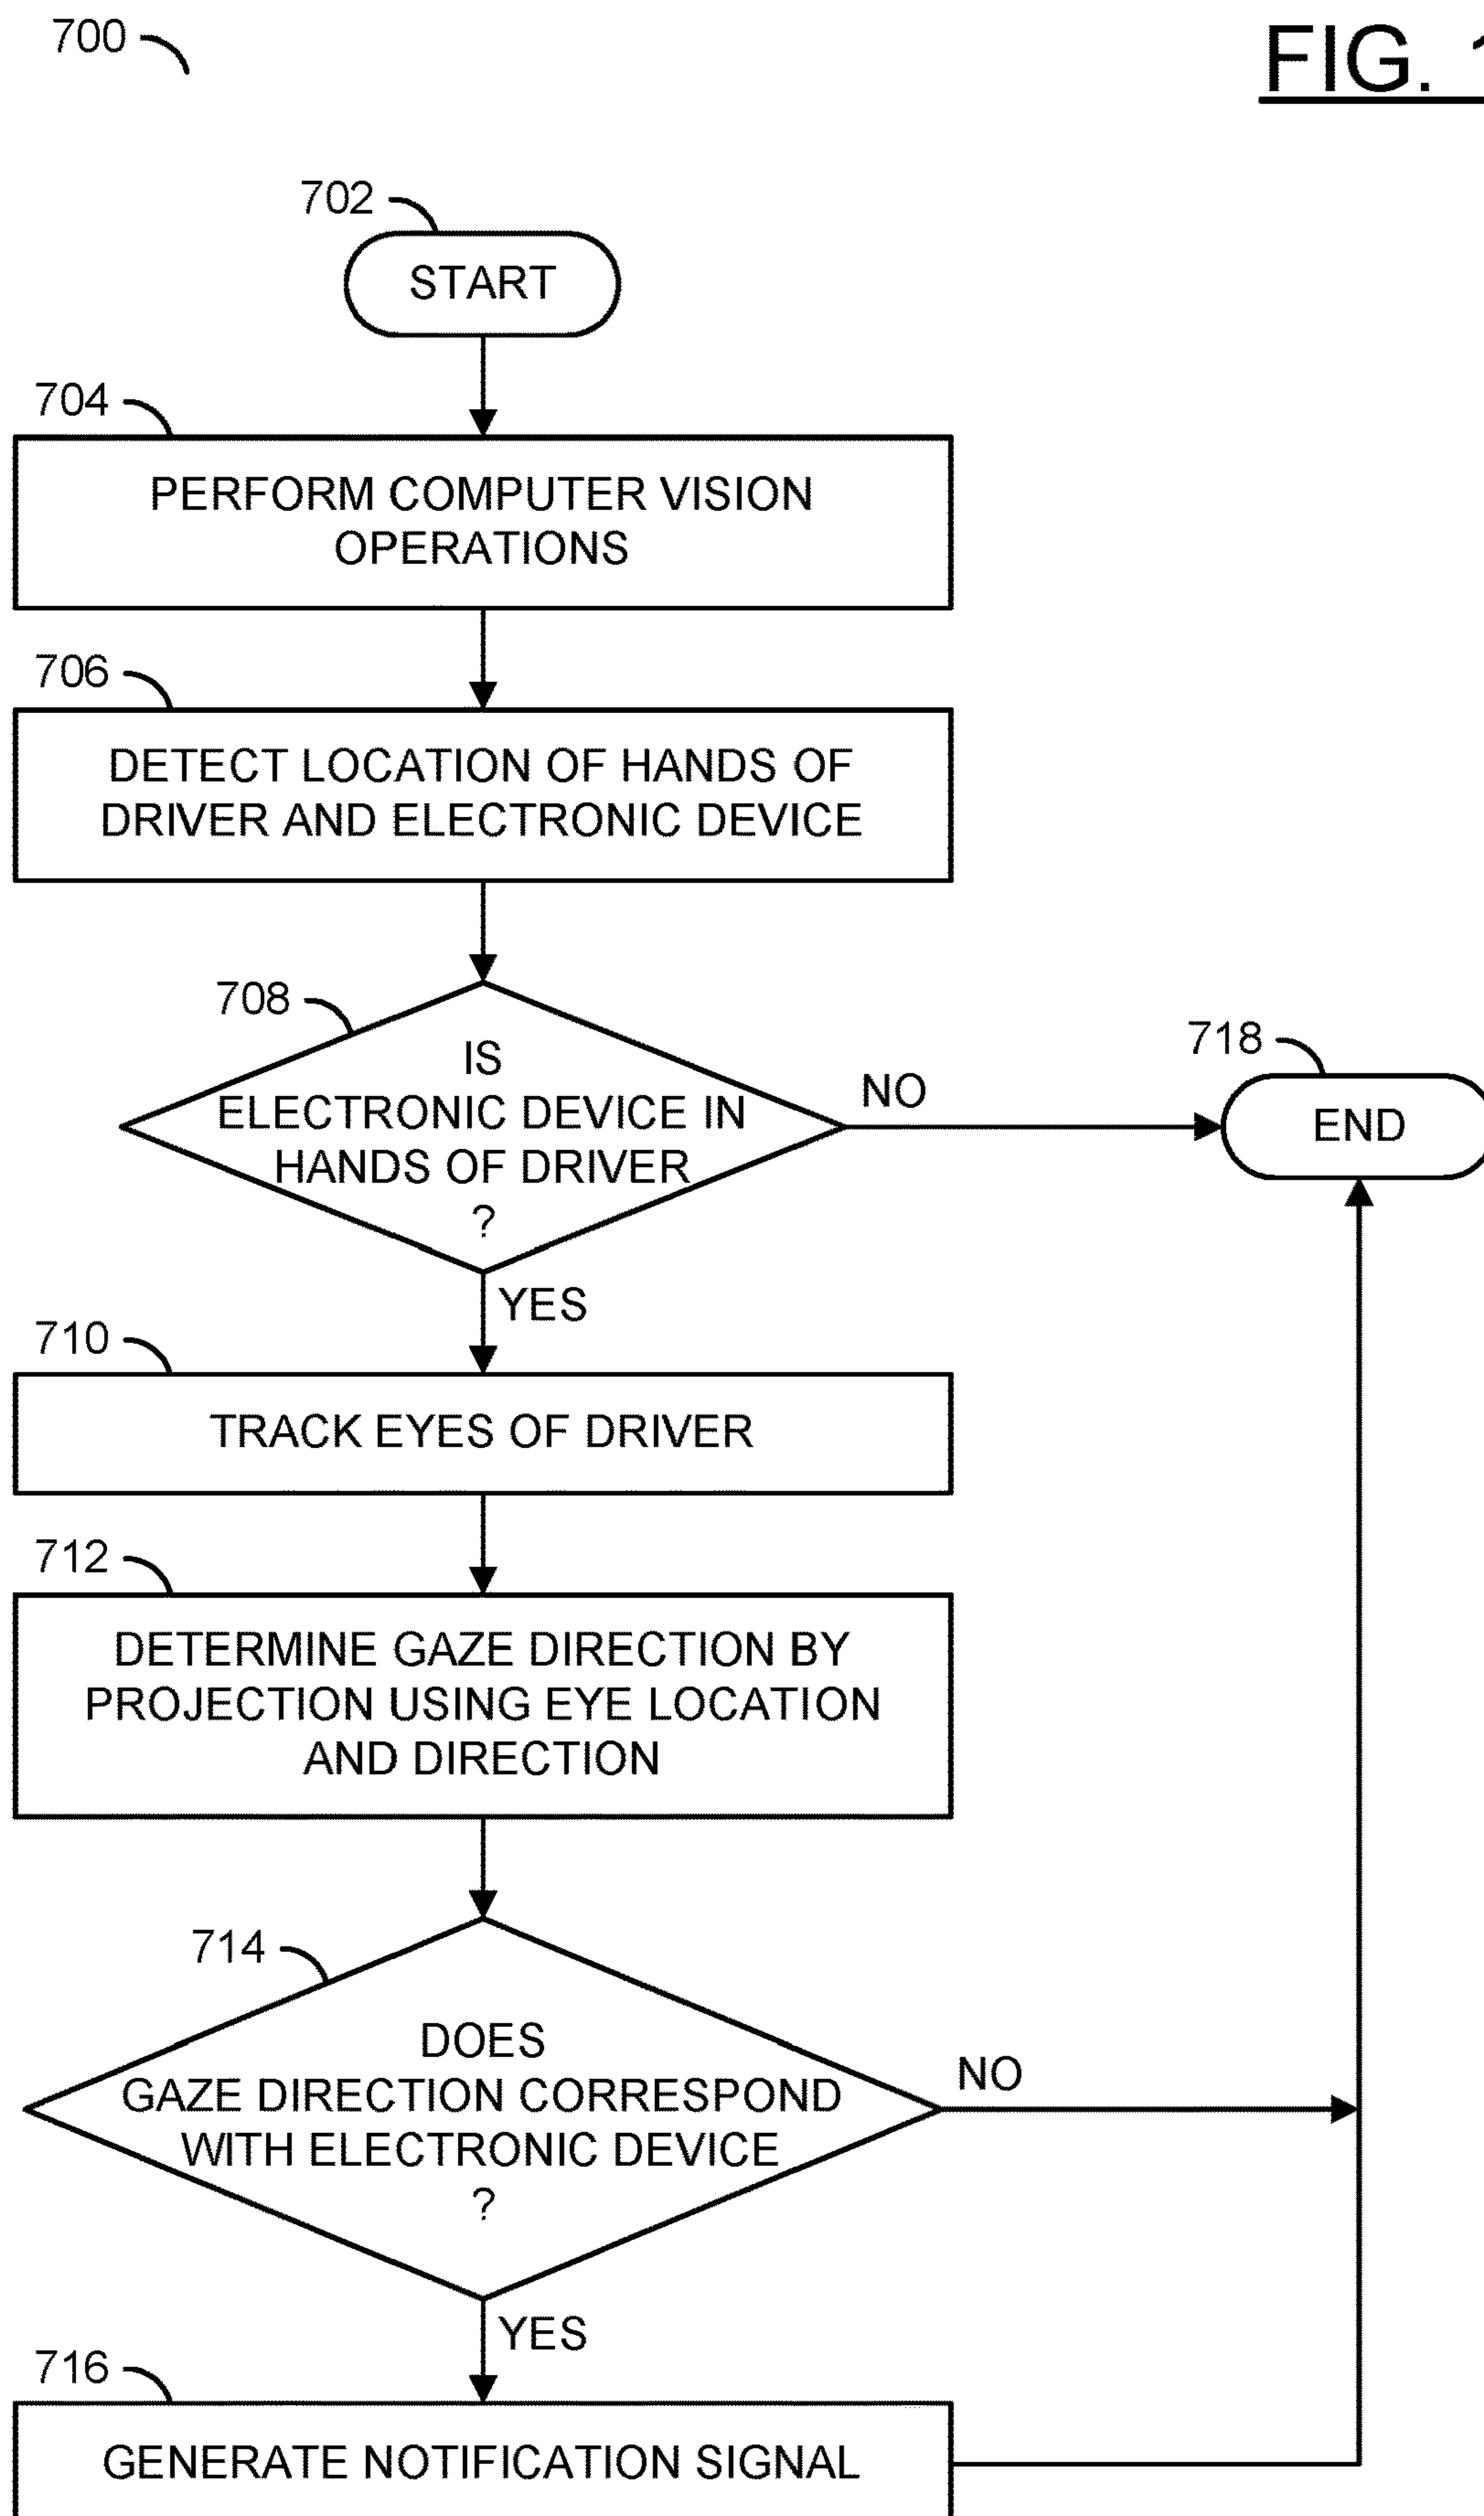 700
FIG. 1
702
START
704
PERFORM COMPUTER VISION
OPERATIONS
706
DETECT LOCATION OF HANDS OF
DRIVER AND ELECTRONIC DEVICE
708
IS
ELECTRONIC DEVICE IN
HANDS OF DRIVER
?
NO
718
END
YES
710
TRACK EYES OF DRIVER
712
DETERMINE GAZE DIRECTION BY
PROJECTION USING EYE LOCATION
AND DIRECTION
714
DOES
GAZE DIRECTION CORRESPOND
WITH ELECTRONIC DEVICE
?
NO
YES
716
GENERATE NOTIFICATION SIGNAL